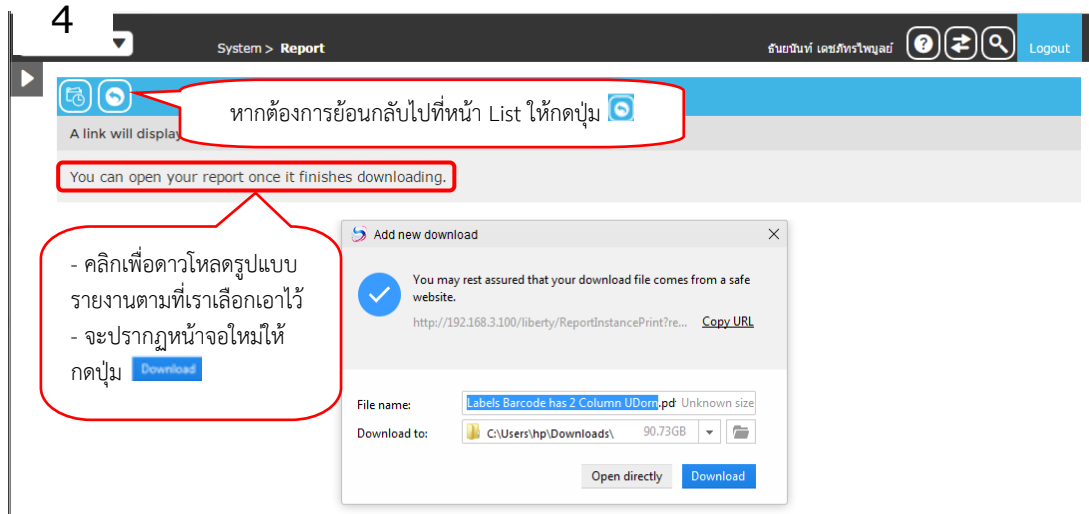 4
System > Report
ธันยนันท์ เดชภัทรไพบูลย์
Logout
หากต้องการย้อนกลับไปที่หน้า List ให้กดปุ่ม
A link will display
You can open your report once it finishes downloading.
- คลิกเพื่อดาวโหลดรูปแบบ
รายงานตามที่เราเลือกเอาไว้
- จะปรากฏหน้าจอใหม่ให้
กดปุ่ม Download
Add new download
You may rest assured that your download file comes from a safe
website.
http://192.168.3.100/liberty/ReportInstancePrint?re... Copy URL
File name: Labels Barcode has 2 Column UDorn.pd Unknown size
Download to: C:\Users\hp\Downloads\ 90.73GB
Open directly Download